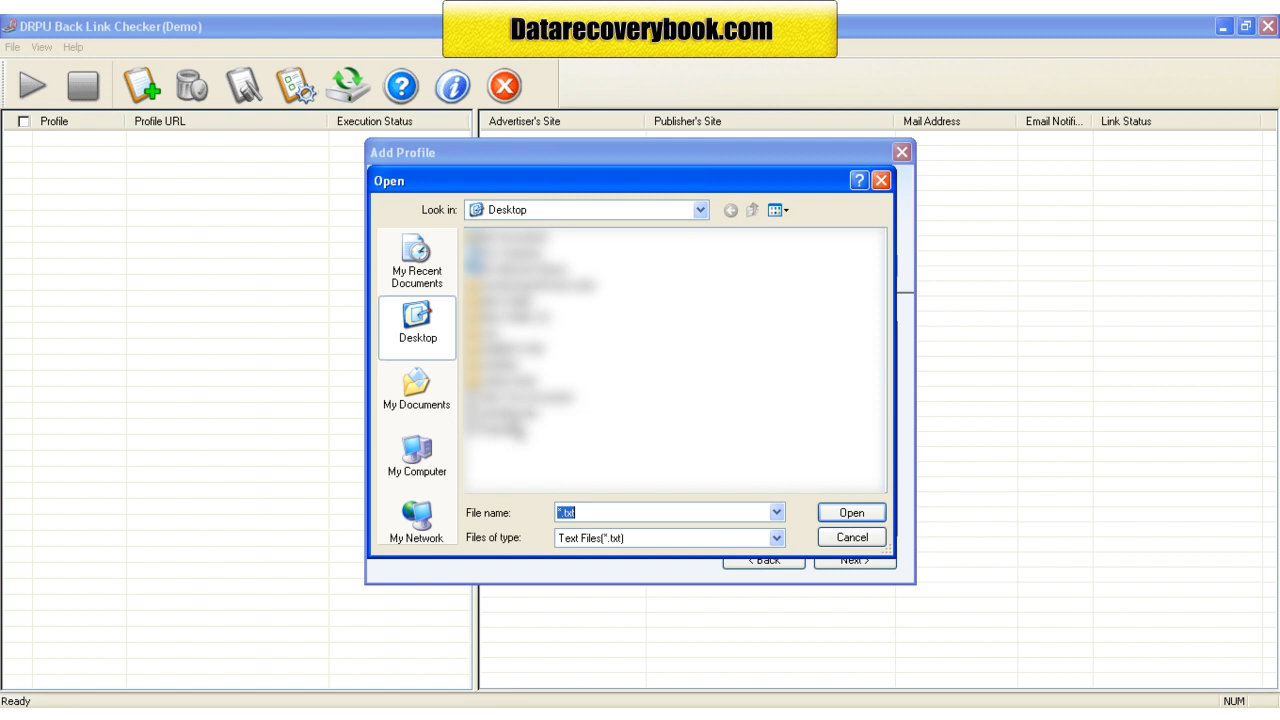 Datarecoverybook.com
DRPU Back Link Checker(Demo)
File View Help
Profile Profile URL Execution Status
Advertiser's Site Publisher's Site Mail Address Email Notifi... Link Status
Add Profile
Open
Look in: Desktop
My Recent
Documents
Desktop
My Documents
My Computer
My Network
File name: *.txt Open
Files of type: Text Files(*.txt) Cancel
< Back Next >
Ready NUM